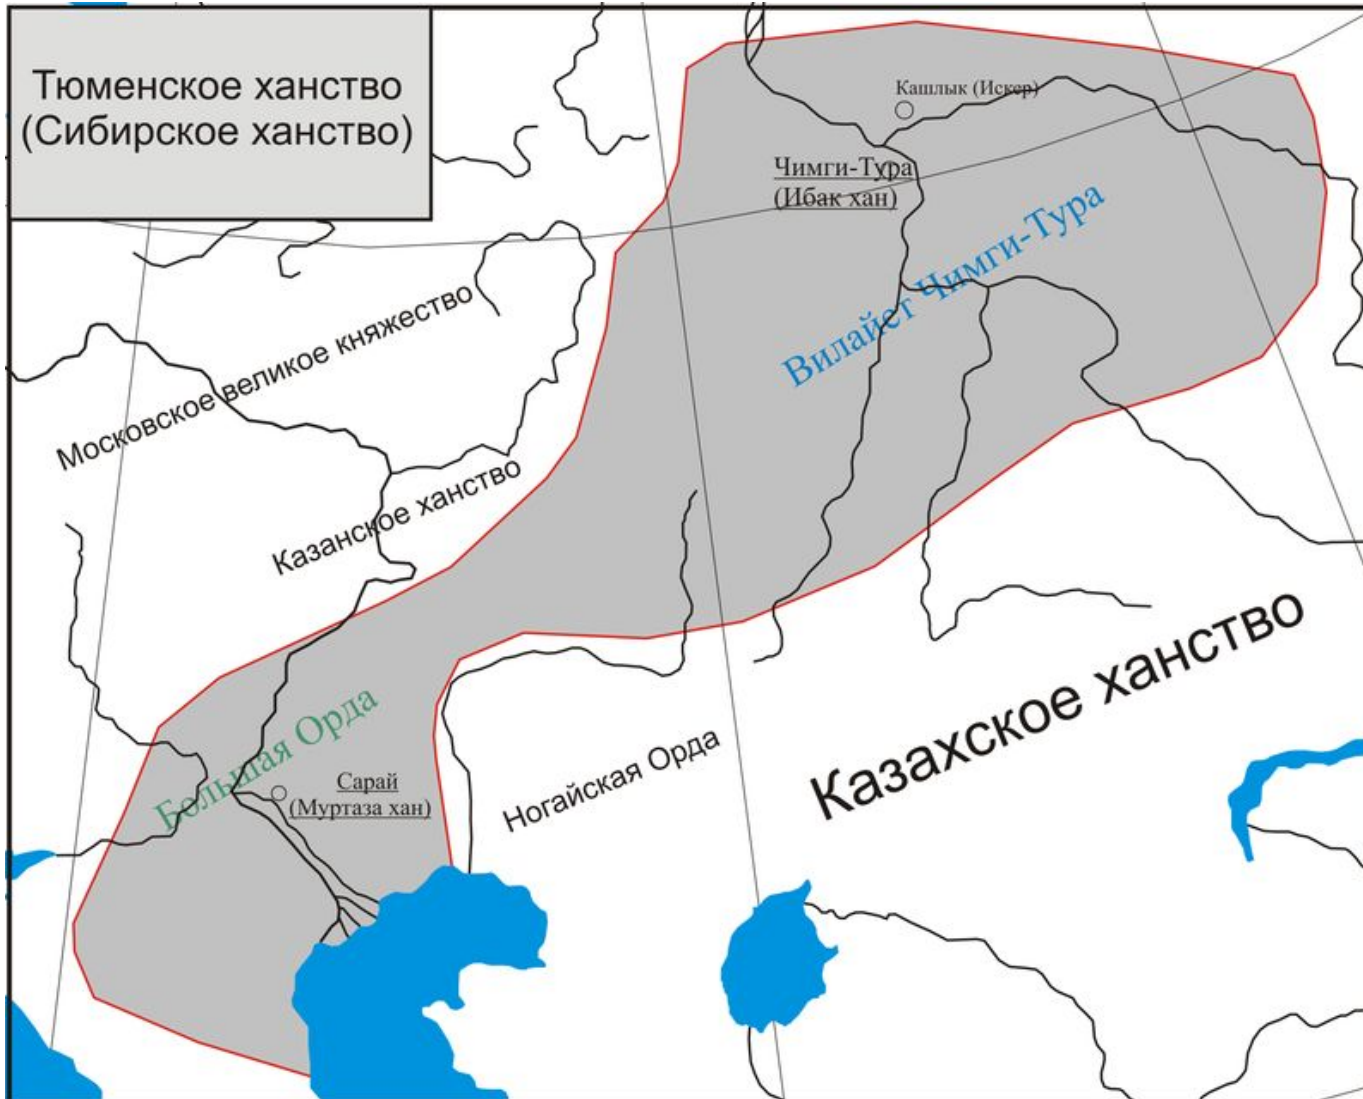 Тюменское ханство
(Сибирское ханство)
Кашлык (Искер)
Чимги-Тура
(Ибак хан)
Вилайет Чимги-Тура
Московское великое княжество
Казанское ханство
Казахское ханство
Большая Орда
Сарай
(Муртаза хан)
Ногайская Орда